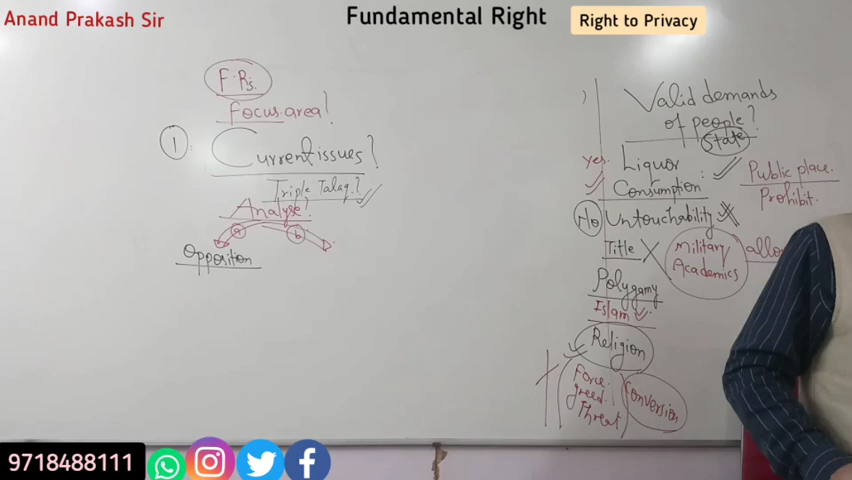 Anand Prakash Sir
Fundamental Right
Right to Privacy
F.Rs.
Focus area!
1
Current issues?
Triple Talaq?
Analyse!
a
b
Opposition
Valid demands
of people?
State
yes.
Liquor
Consumption
Public place.
Prohibit.
No
Untouchability
Title
Military
Academics
allo
Polygamy
Islam
Religion
Force
greed
Threat
Conversion
9718488111